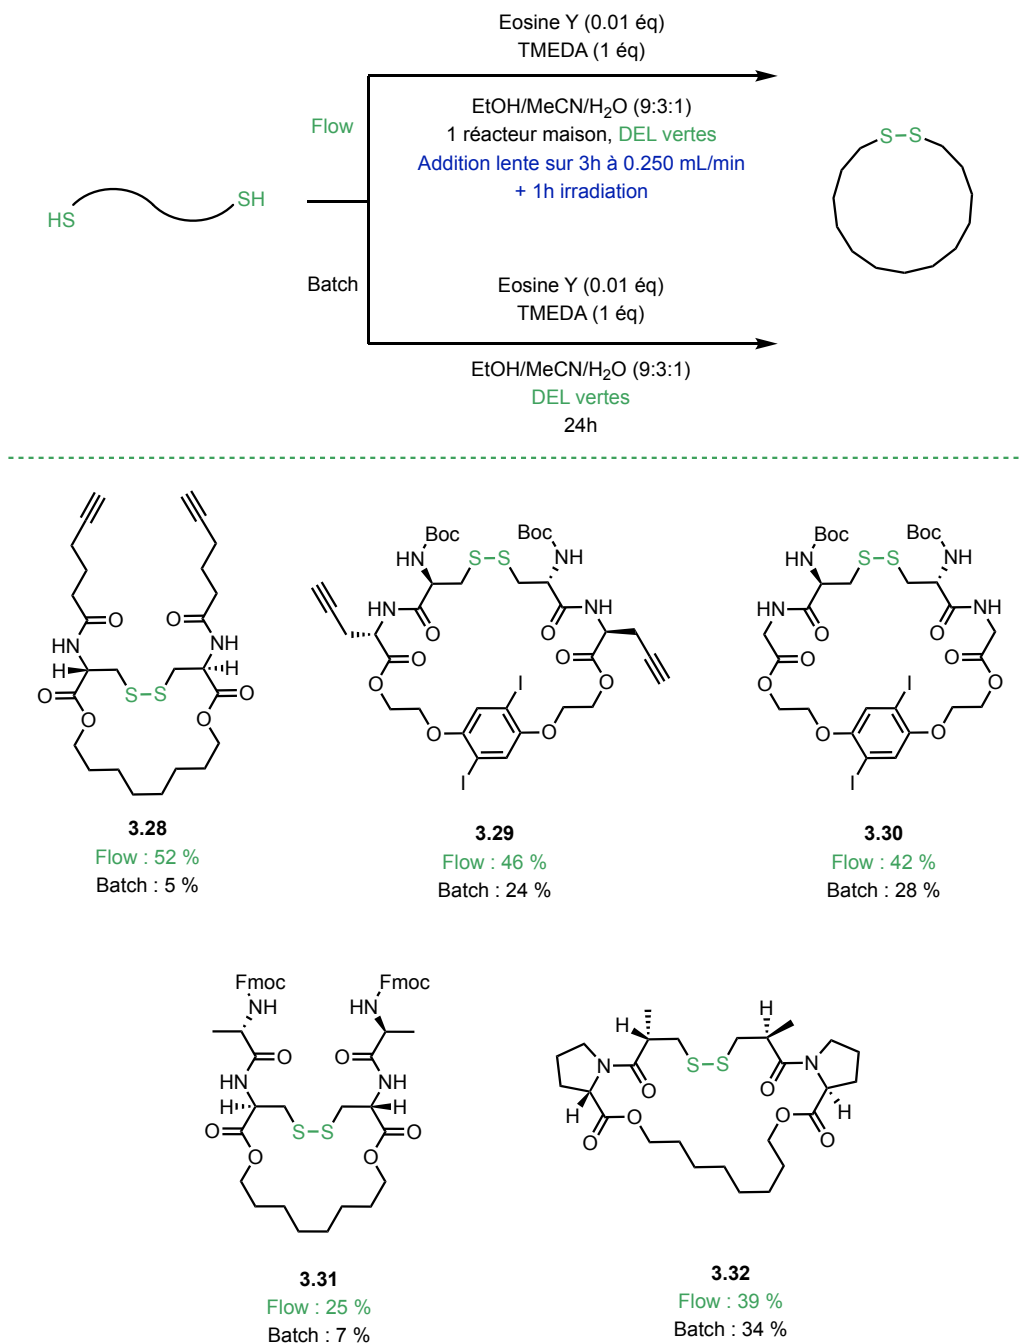 Eosine Y (0.01 éq)
TMEDA (1 éq)
EtOH/MeCN/H2O (9:3:1)
1 réacteur maison, DEL vertes
Addition lente sur 3h à 0.250 mL/min
+ 1h irradiation
Flow
HS
SH
S–S
Batch
Eosine Y (0.01 éq)
TMEDA (1 éq)
EtOH/MeCN/H2O (9:3:1)
DEL vertes
24h
O
O
HN
NH
H
H
O
S–S
O
O
O
3.28
Flow : 52 %
Batch : 5 %
Boc
Boc
HN
S–S
NH
HN
O
O
HN
O
O
O
O
I
O
O
I
3.29
Flow : 46 %
Batch : 24 %
Boc
Boc
HN
S–S
NH
HN
O
O
NH
O
O
O
O
I
O
O
I
3.30
Flow : 42 %
Batch : 28 %
Fmoc
Fmoc
NH
HN
O
O
HN
NH
H
H
O
S–S
O
O
O
3.31
Flow : 25 %
Batch : 7 %
H
H
S–S
N
O
O
N
H
H
O
O
O
O
3.32
Flow : 39 %
Batch : 34 %